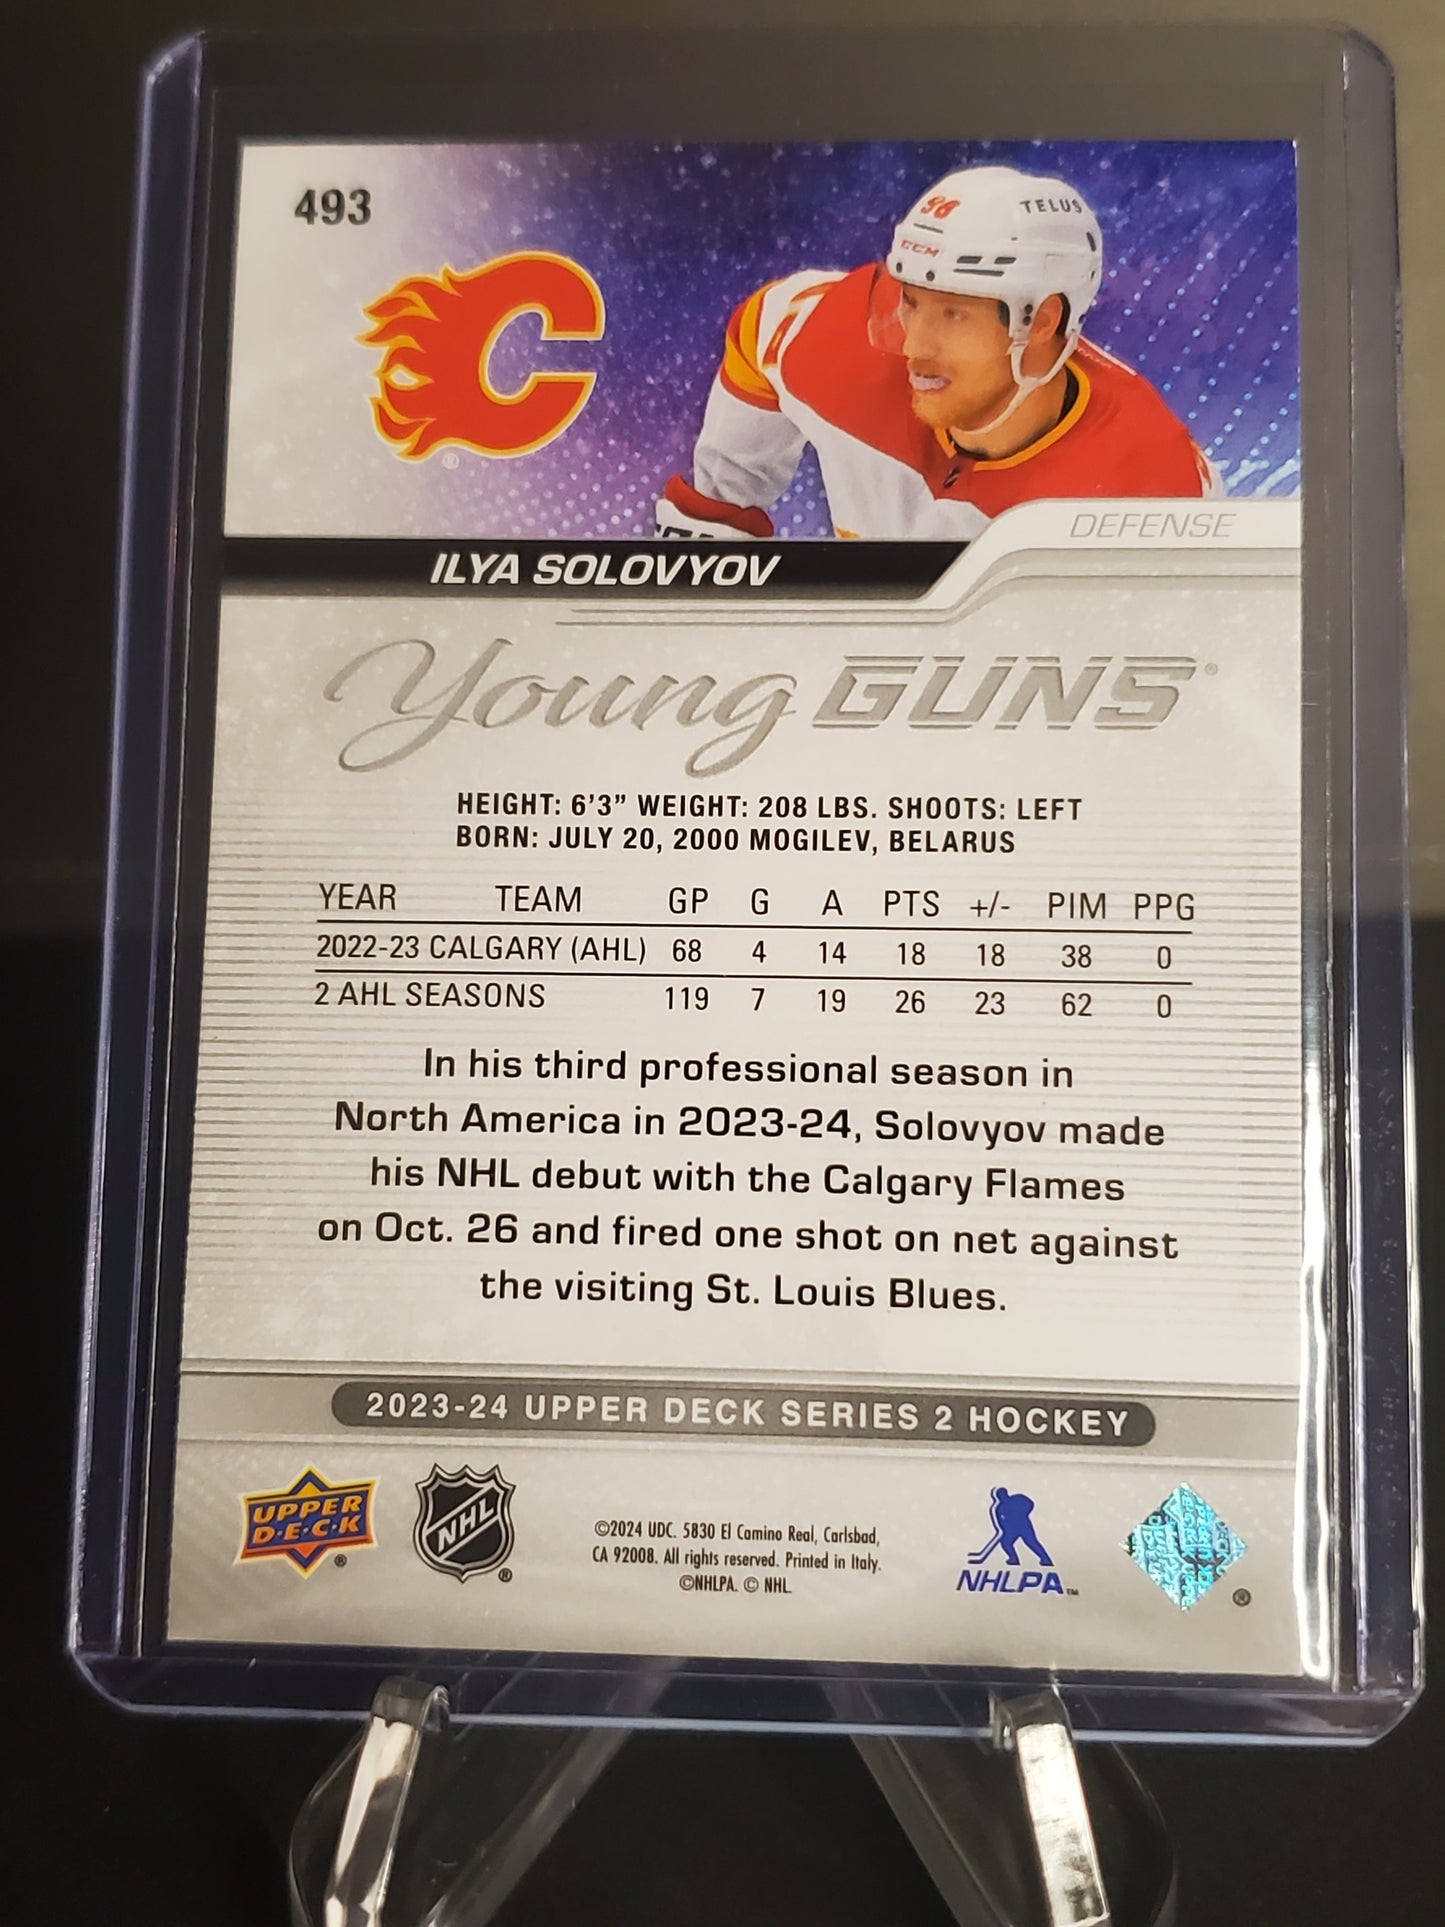 493
98
TELUS
CCM
C
®
DEFENSE
ILYA SOLOVYOV
Young GUNS®
HEIGHT: 6'3" WEIGHT: 208 LBS. SHOOTS: LEFT
BORN: JULY 20, 2000 MOGILEV, BELARUS
YEAR TEAM GP G A PTS +/- PIM PPG
2022-23 CALGARY (AHL) 68 4 14 18 18 38 0
2 AHL SEASONS 119 7 19 26 23 62 0
In his third professional season in
North America in 2023-24, Solovyov made
his NHL debut with the Calgary Flames
on Oct. 26 and fired one shot on net against
the visiting St. Louis Blues.
2023-24 UPPER DECK SERIES 2 HOCKEY
UPPER
D·E·C·K
®
NHL
®
©2024 UDC. 5830 El Camino Real, Carlsbad,
CA 92008. All rights reserved. Printed in Italy.
©NHLPA. © NHL.
NHLPA™
®